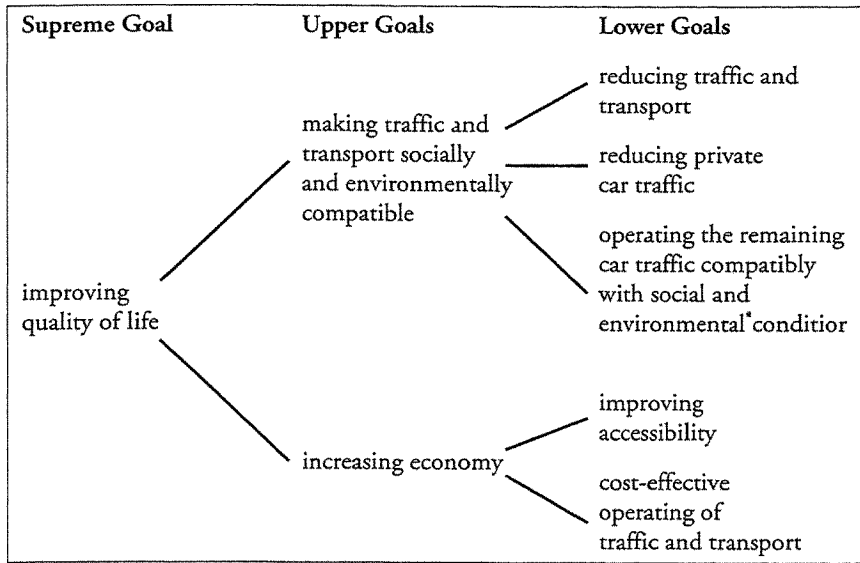 Supreme Goal
Upper Goals
Lower Goals
improving
quality of life
making traffic and
transport socially
and environmentally
compatible
increasing economy
reducing traffic and
transport
reducing private
car traffic
operating the remaining
car traffic compatibly
with social and
environmental conditior
improving
accessibility
cost-effective
operating of
traffic and transport